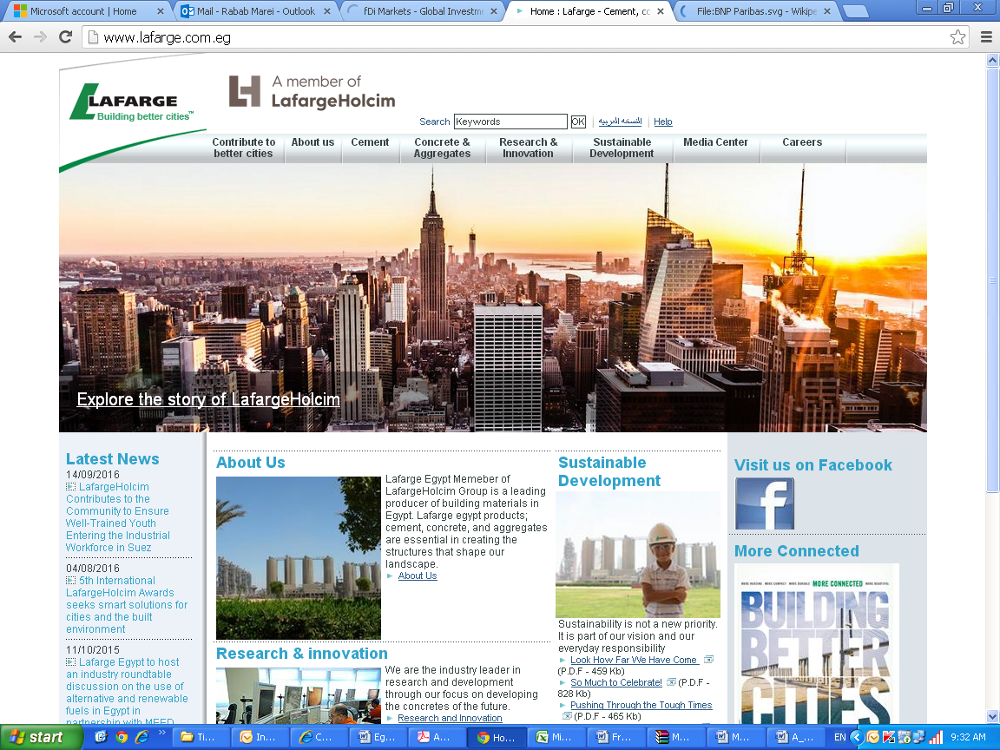 Microsoft account | Home
Mail - Rabab Marei - Outlook
fDi Markets - Global Investme
Home : Lafarge - Cement, co
File:BNP Paribas.svg - Wikipe
www.lafarge.com.eg
LAFARGE
Building better cities™
A member of
LafargeHolcim
Search Keywords OK النسخه العربيه Help
Contribute to
better cities
About us
Cement
Concrete &
Aggregates
Research &
Innovation
Sustainable
Development
Media Center
Careers
Explore the story of LafargeHolcim
Latest News
14/09/2016
LafargeHolcim
Contributes to the
Community to Ensure
Well-Trained Youth
Entering the Industrial
Workforce in Suez
04/08/2016
5th International
LafargeHolcim Awards
seeks smart solutions for
cities and the built
environment
11/10/2015
Lafarge Egypt to host
an industry roundtable
discussion on the use of
alternative and renewable
fuels in Egypt in
partnership with MEED
About Us
Lafarge Egypt Memeber of
LafargeHolcim Group is a leading
producer of building materials in
Egypt. Lafarge egypt products;
cement, concrete, and aggregates
are essential in creating the
structures that shape our
landscape.
About Us
Research & innovation
We are the industry leader in
research and development
through our focus on developing
the concretes of the future.
Research and Innovation
Sustainable
Development
Sustainability is not a new priority.
It is part of our vision and our
everyday responsibility
Look How Far We Have Come
(P.D.F - 459 Kb)
So Much to Celebrate! (P.D.F -
828 Kb)
Pushing Through the Tough Times
(P.D.F - 465 Kb)
Visit us on Facebook
f
More Connected
MORE CONNECTED
BUILDING
BETTER
CITIES
start
Ti...
In...
C...
Eg...
A...
Ho...
Mi...
Fr...
M...
M...
A_...
EN
9:32 AM